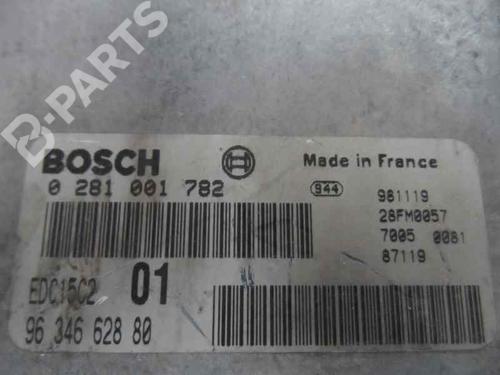 B-PARTS
BOSCH
Made in France
0 281 001 782
944
981119
28FM0057
7005 0081
87119
EDC15C2 01
96 346 628 80